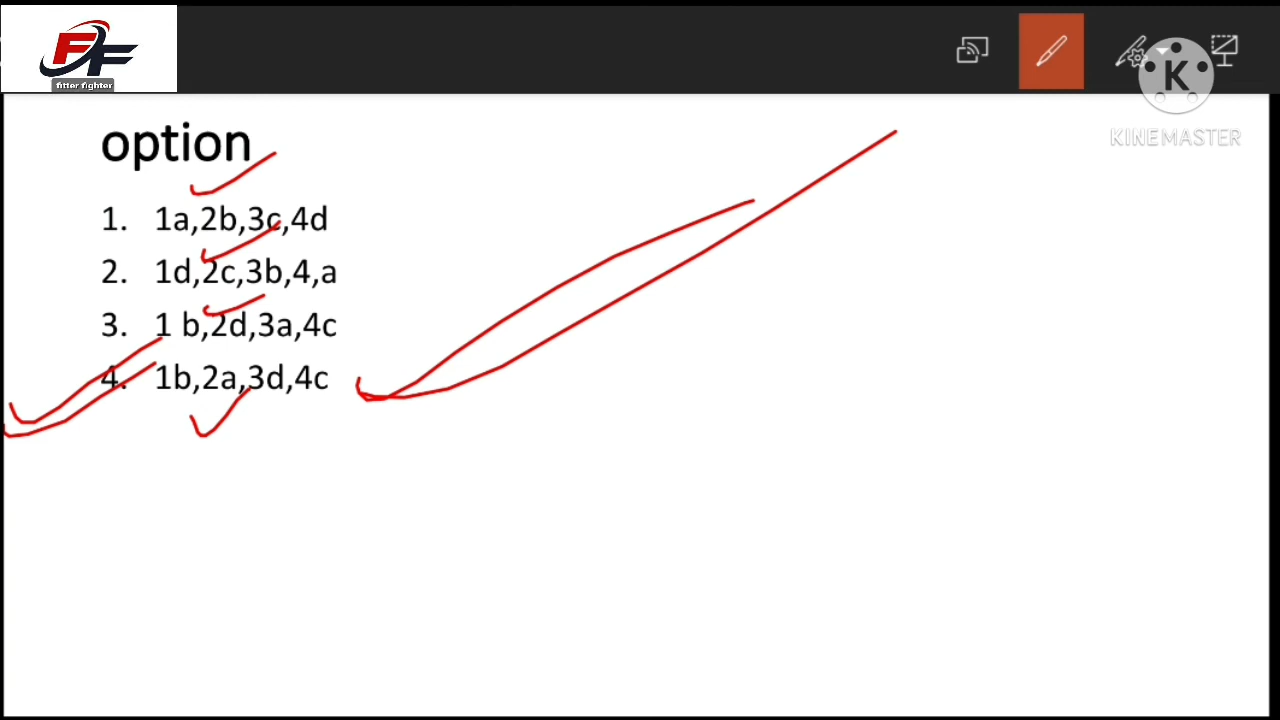 FF
fitter fighter
K
KINEMASTER
option
1. 1a,2b,3c,4d
2. 1d,2c,3b,4,a
3. 1 b,2d,3a,4c
4. 1b,2a,3d,4c